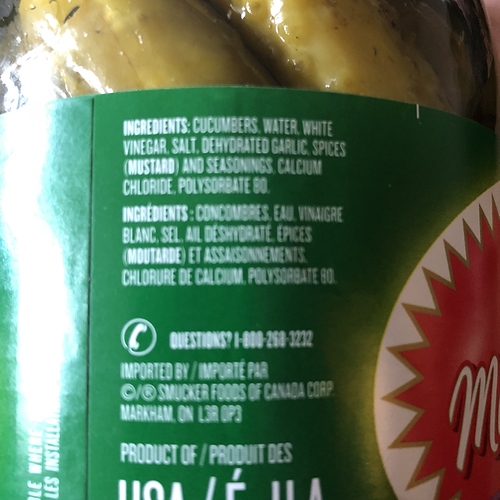 INGREDIENTS: CUCUMBERS, WATER, WHITE
VINEGAR, SALT, DEHYDRATED GARLIC, SPICES
(MUSTARD) AND SEASONINGS, CALCIUM
CHLORIDE, POLYSORBATE 80.
INGRÉDIENTS : CONCOMBRES, EAU, VINAIGRE
BLANC, SEL, AIL DÉSHYDRATÉ, ÉPICES
(MOUTARDE) ET ASSAISONNEMENTS,
CHLORURE DE CALCIUM, POLYSORBATE 80.
QUESTIONS? 1-800-268-3232
IMPORTED BY / IMPORTÉ PAR
©/® SMUCKER FOODS OF CANADA CORP.
MARKHAM, ON L3R 0P3
PRODUCT OF / PRODUIT DES
USA / É.-U.A.